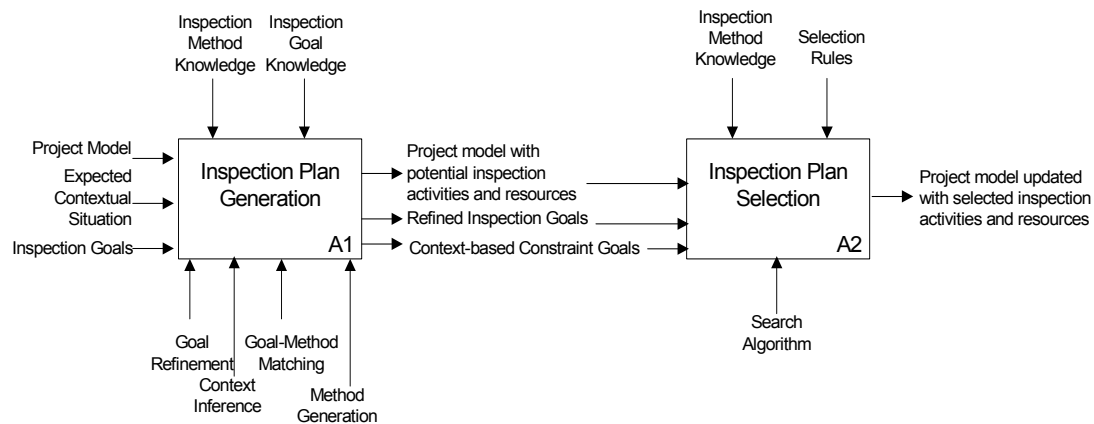 Inspection
Method
Knowledge
Inspection
Goal
Knowledge
Project Model
Expected
Contextual
Situation
Inspection Goals
Inspection Plan
Generation
A1
Goal
Refinement
Context
Inference
Goal-Method
Matching
Method
Generation
Project model with
potential inspection
activities and resources
Refined Inspection Goals
Context-based Constraint Goals
Inspection
Method
Knowledge
Selection
Rules
Inspection Plan
Selection
A2
Search
Algorithm
Project model updated
with selected inspection
activities and resources